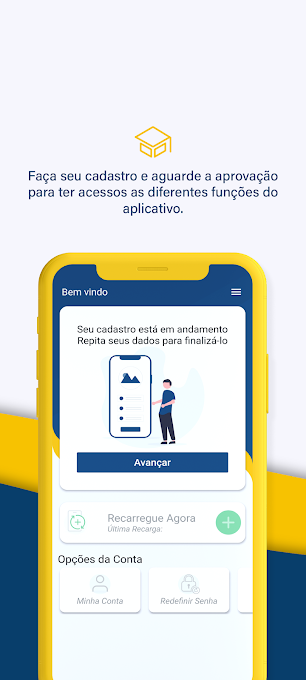 Faça seu cadastro e aguarde a aprovação
para ter acessos as diferentes funções do
aplicativo.
Bem vindo
Seu cadastro está em andamento
Repita seus dados para finalizá-lo
Avançar
Recarregue Agora
Última Recarga:
Opções da Conta
Minha Conta
Redefinir Senha